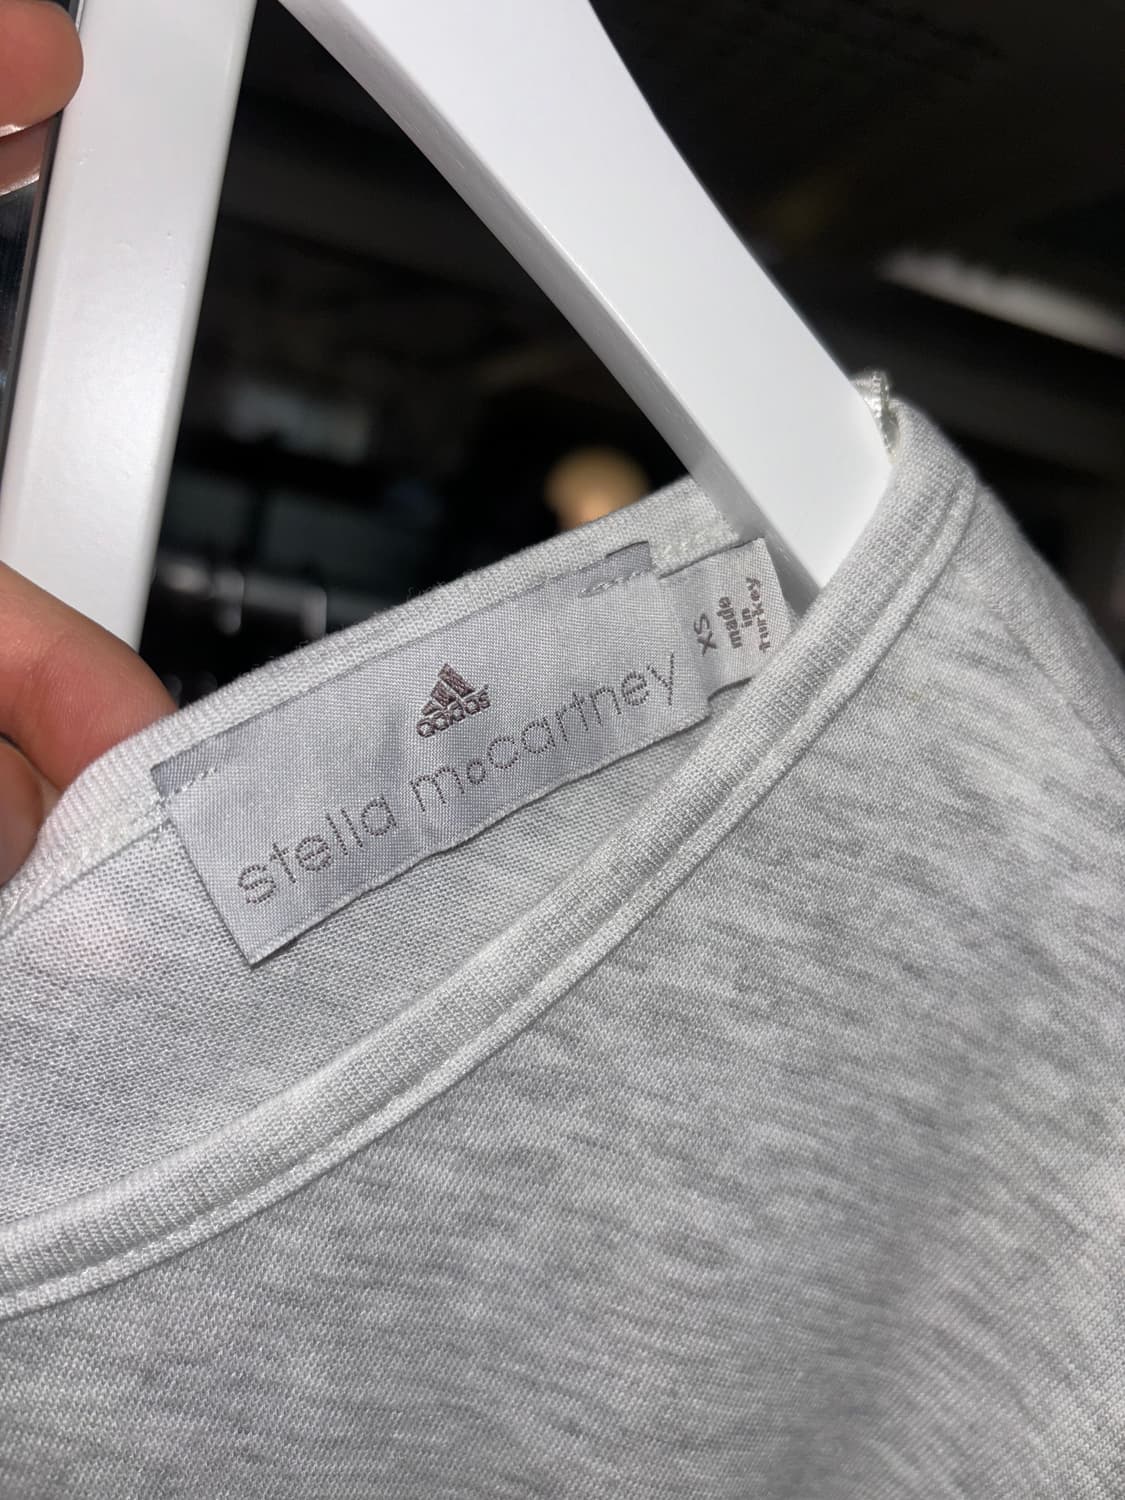 adidas
stella mccartney
XS
made
in
turkey